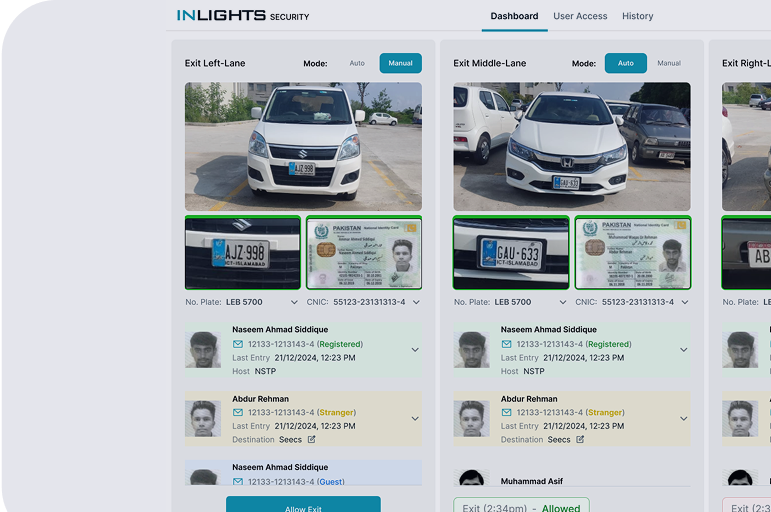 INLIGHTS SECURITY
Dashboard User Access History
Exit Left-Lane Mode: Auto Manual
AJZ-998
AJZ-998
ICT-ISLAMABAD
PAKISTAN National Identity Card
No. Plate: LEB 5700 CNIC: 55123-23131313-4
Naseem Ahmad Siddique
12133-1213143-4 (Registered)
Last Entry 21/12/2024, 12:23 PM
Host NSTP
Abdur Rehman
12133-1213143-4 (Stranger)
Last Entry 21/12/2024, 12:23 PM
Destination Seecs
Naseem Ahmad Siddique
12133-1213143-4 (Guest)
Allow Exit
Exit Middle-Lane Mode: Auto Manual
GAU-633
GAU-633
ICT-ISLAMABAD
PAKISTAN National Identity Card
No. Plate: LEB 5700 CNIC: 55123-23131313-4
Naseem Ahmad Siddique
12133-1213143-4 (Registered)
Last Entry 21/12/2024, 12:23 PM
Host NSTP
Abdur Rehman
12133-1213143-4 (Stranger)
Last Entry 21/12/2024, 12:23 PM
Destination Seecs
Muhammad Asif
Exit (2:34pm) - Allowed
Exit Right-L
AB
No. Plate: LE
Exit (2:3